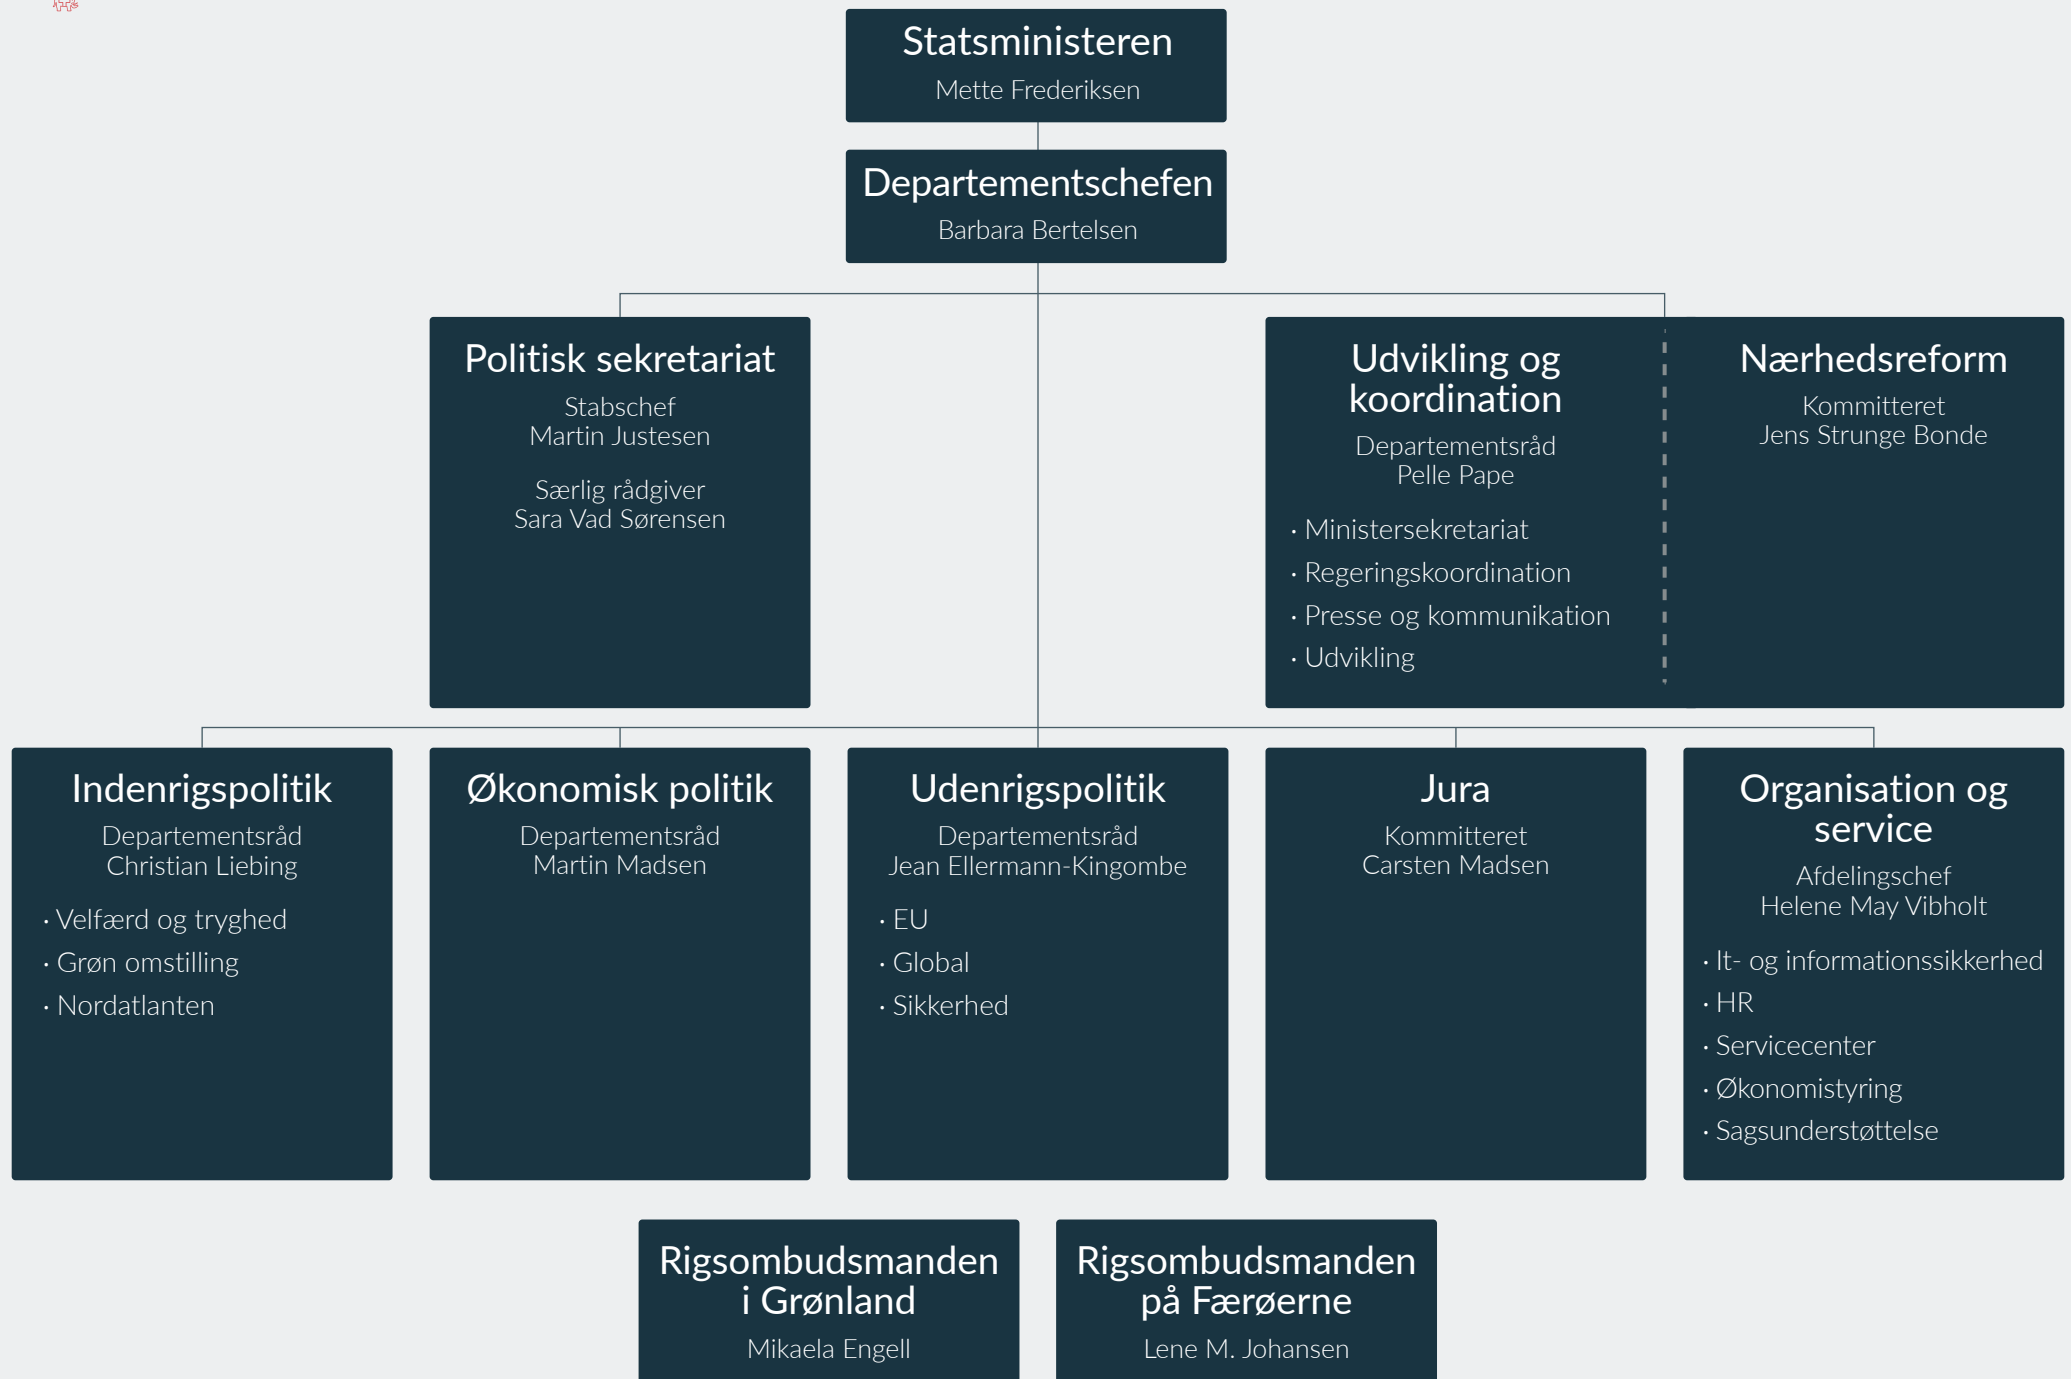 Statsministeren
Mette Frederiksen
Departementschefen
Barbara Bertelsen
Politisk sekretariat
Stabschef
Martin Justesen
Særlig rådgiver
Sara Vad Sørensen
Udvikling og
koordination
Departementsråd
Pelle Pape
· Ministersekretariat
· Regeringskoordination
· Presse og kommunikation
· Udvikling
Nærhedsreform
Kommitteret
Jens Strunge Bonde
Indenrigspolitik
Departementsråd
Christian Liebing
· Velfærd og tryghed
· Grøn omstilling
· Nordatlanten
Økonomisk politik
Departementsråd
Martin Madsen
Udenrigspolitik
Departementsråd
Jean Ellermann-Kingombe
· EU
· Global
· Sikkerhed
Jura
Kommitteret
Carsten Madsen
Organisation og
service
Afdelingschef
Helene May Vibholt
· It- og informationssikkerhed
· HR
· Servicecenter
· Økonomistyring
· Sagsunderstøttelse
Rigsombudsmanden
i Grønland
Mikaela Engell
Rigsombudsmanden
på Færøerne
Lene M. Johansen